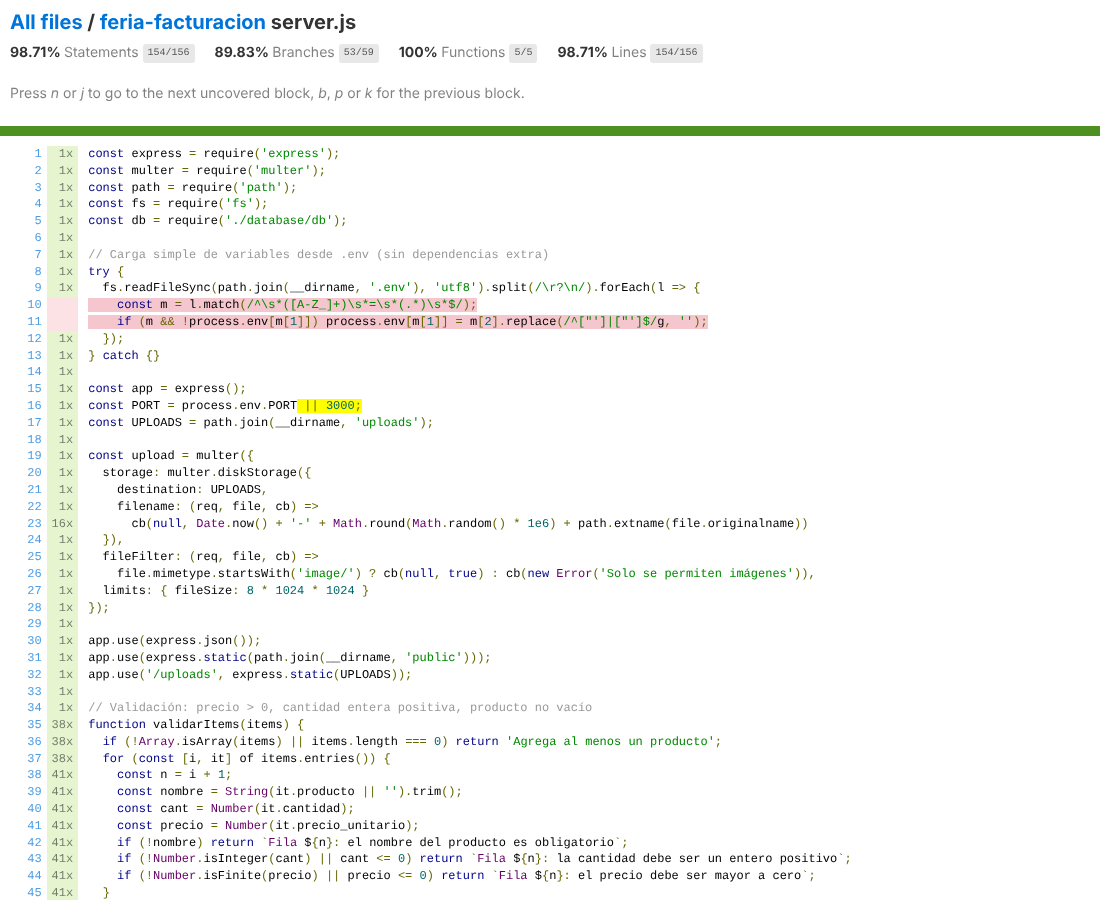 All files / feria-facturacion server.js
98.71% Statements 154/156 89.83% Branches 53/59 100% Functions 5/5 98.71% Lines 154/156
Press n or j to go to the next uncovered block, b, p or k for the previous block.
1 1x const express = require('express');
2 1x const multer = require('multer');
3 1x const path = require('path');
4 1x const fs = require('fs');
5 1x const db = require('./database/db');
6 1x
7 1x // Carga simple de variables desde .env (sin dependencias extra)
8 1x try {
9 1x   fs.readFileSync(path.join(__dirname, '.env'), 'utf8').split(/\r?\n/).forEach(l => {
10     const m = l.match(/^\s*([A-Z_]+)\s*=\s*(.*)\s*$/);
11     if (m && !process.env[m[1]]) process.env[m[1]] = m[2].replace(/^["']|["']$/g, '');
12 1x   });
13 1x } catch {}
14 1x
15 1x const app = express();
16 1x const PORT = process.env.PORT || 3000;
17 1x const UPLOADS = path.join(__dirname, 'uploads');
18 1x
19 1x const upload = multer({
20 1x   storage: multer.diskStorage({
21 1x     destination: UPLOADS,
22 1x     filename: (req, file, cb) =>
23 16x       cb(null, Date.now() + '-' + Math.round(Math.random() * 1e6) + path.extname(file.originalname))
24 1x   }),
25 1x   fileFilter: (req, file, cb) =>
26 1x     file.mimetype.startsWith('image/') ? cb(null, true) : cb(new Error('Solo se permiten imágenes')),
27 1x   limits: { fileSize: 8 * 1024 * 1024 }
28 1x });
29 1x
30 1x app.use(express.json());
31 1x app.use(express.static(path.join(__dirname, 'public')));
32 1x app.use('/uploads', express.static(UPLOADS));
33 1x
34 1x // Validación: precio > 0, cantidad entera positiva, producto no vacío
35 38x function validarItems(items) {
36 38x   if (!Array.isArray(items) || items.length === 0) return 'Agrega al menos un producto';
37 38x   for (const [i, it] of items.entries()) {
38 41x     const n = i + 1;
39 41x     const nombre = String(it.producto || '').trim();
40 41x     const cant = Number(it.cantidad);
41 41x     const precio = Number(it.precio_unitario);
42 41x     if (!nombre) return `Fila ${n}: el nombre del producto es obligatorio`;
43 41x     if (!Number.isInteger(cant) || cant <= 0) return `Fila ${n}: la cantidad debe ser un entero positivo`;
44 41x     if (!Number.isFinite(precio) || precio <= 0) return `Fila ${n}: el precio debe ser mayor a cero`;
45 41x   }